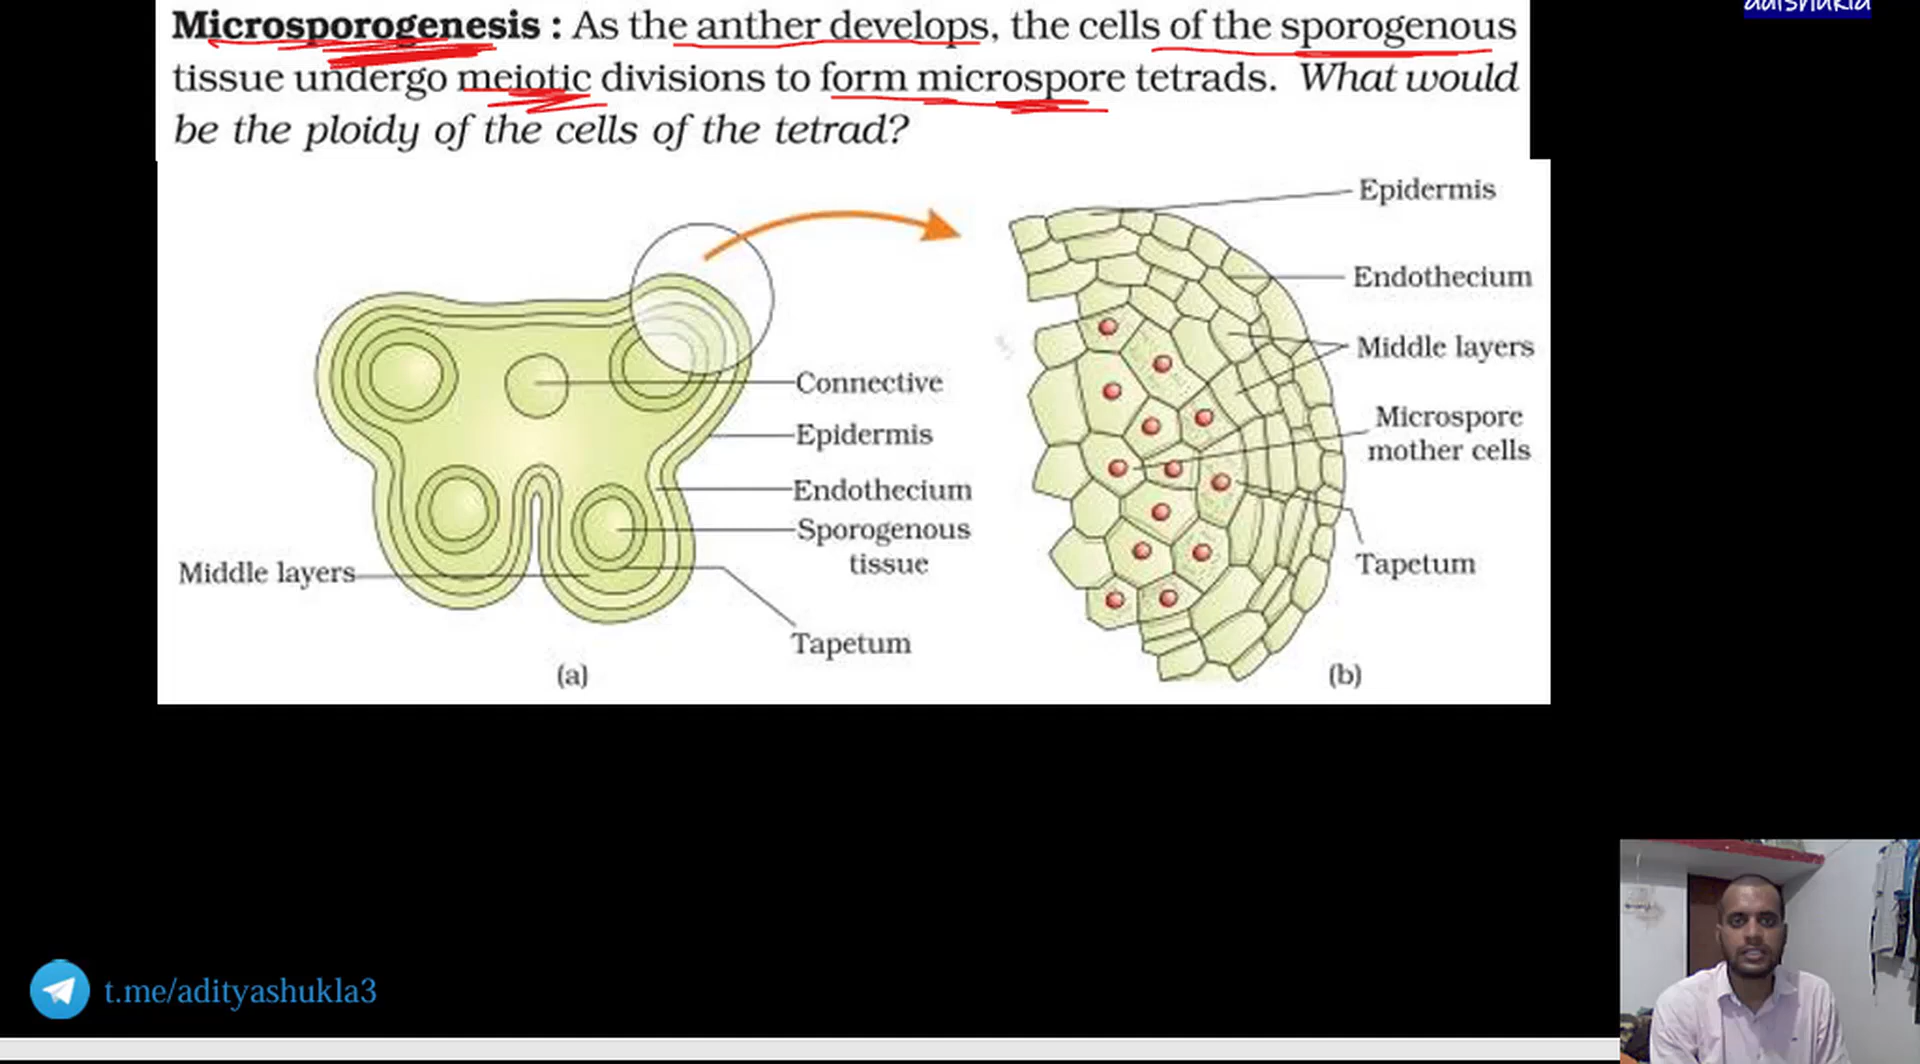 Microsporogenesis : As the anther develops, the cells of the sporogenous
tissue undergo meiotic divisions to form microspore tetrads. What would
be the ploidy of the cells of the tetrad?
Connective
Epidermis
Endothecium
Sporogenous
tissue
Middle layers
Tapetum
(a)
Epidermis
Endothecium
Middle layers
Microspore
mother cells
Tapetum
(b)
t.me/adityashukla3